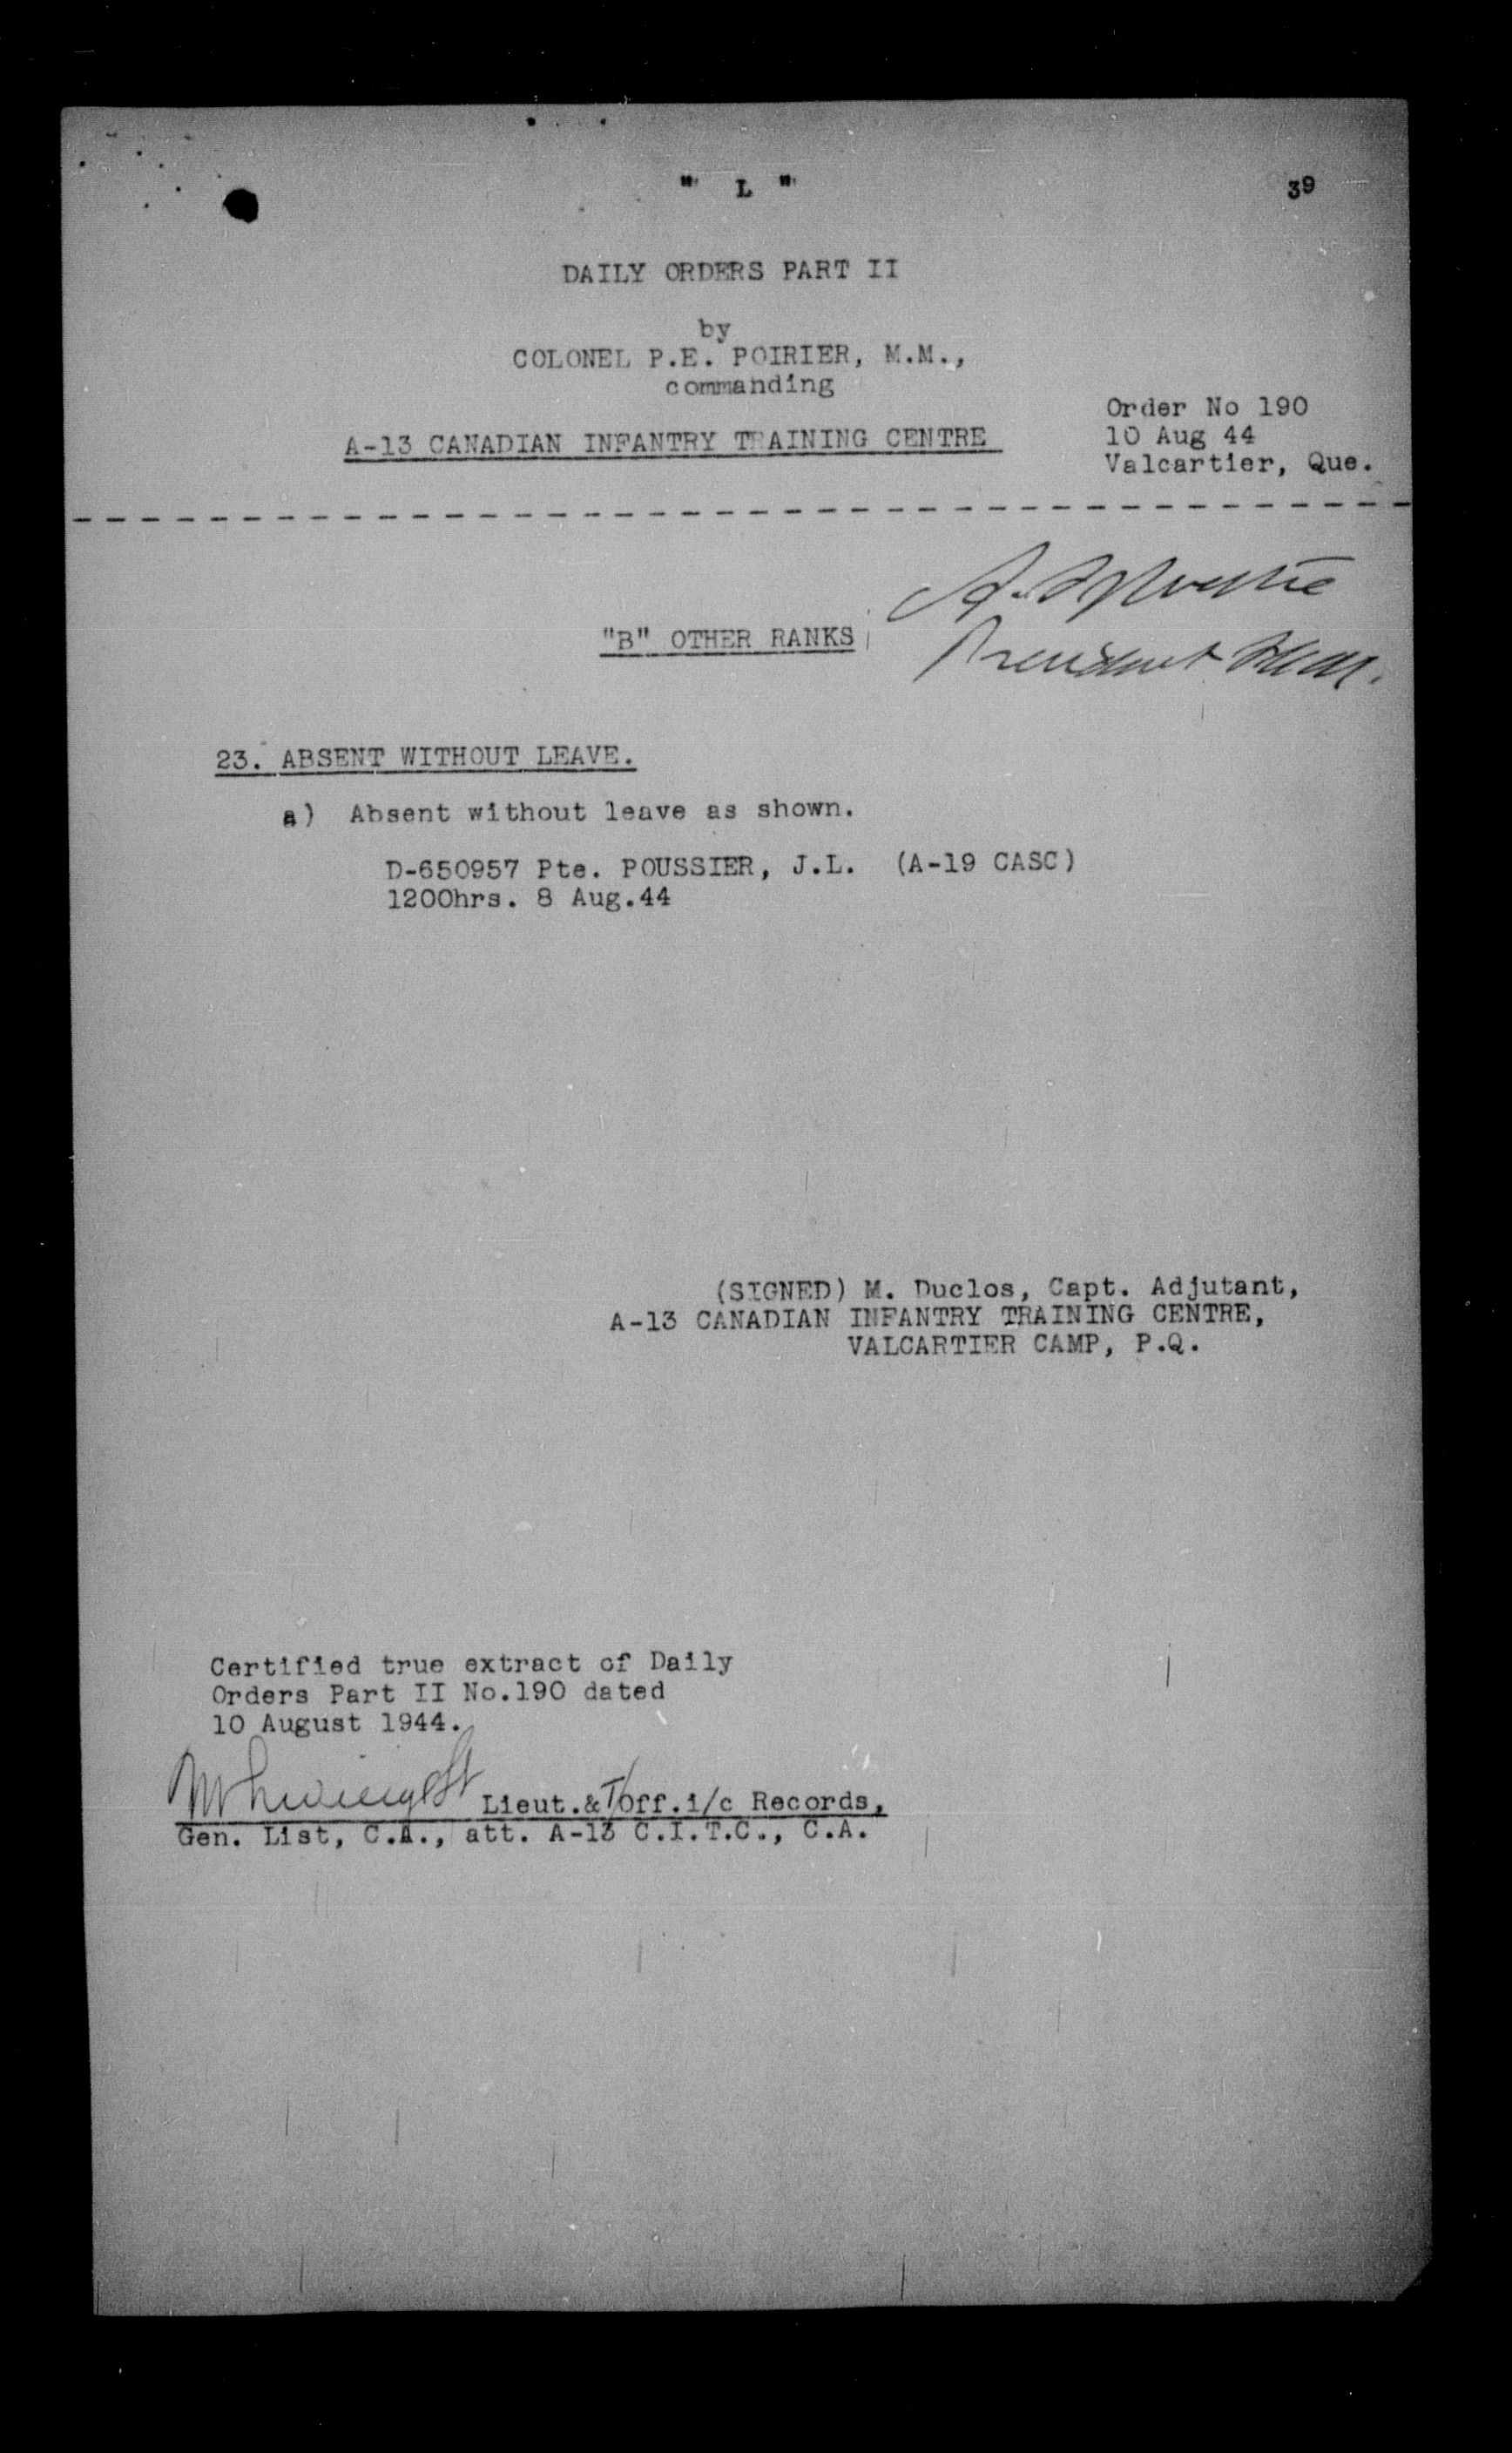 " L "
39
DAILY ORDERS PART II
by
COLONEL P.E. POIRIER, M.M.,
commanding
A-13 CANADIAN INFANTRY TRAINING CENTRE
Order No 190
10 Aug 44
Valcartier, Que.
"B" OTHER RANKS
President
23. ABSENT WITHOUT LEAVE.
a) Absent without leave as shown.
D-650957 Pte. POUSSIER, J.L. (A-19 CASC)
1200hrs. 8 Aug.44
(SIGNED) M. Duclos, Capt. Adjutant,
A-13 CANADIAN INFANTRY TRAINING CENTRE,
VALCARTIER CAMP, P.Q.
Certified true extract of Daily
Orders Part II No.190 dated
10 August 1944.
Lieut.&T/Off.i/c Records,
Gen. List, C.A., att. A-13 C.I.T.C., C.A.